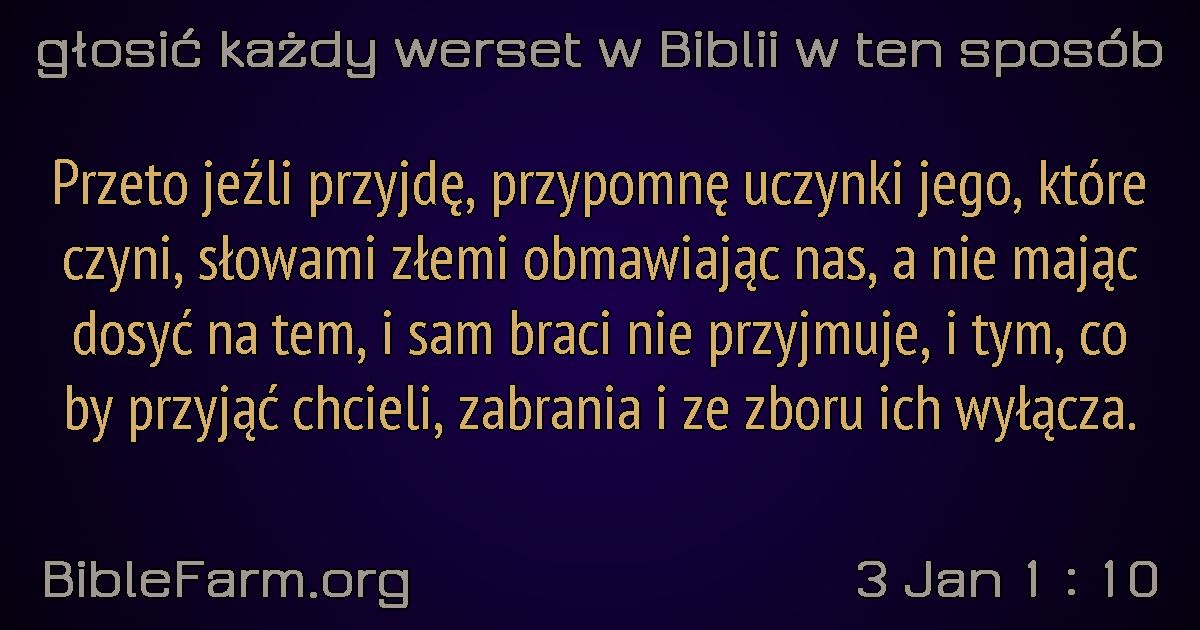 głosić każdy werset w Biblii w ten sposób
Przeto jeźli przyjdę, przypomnę uczynki jego, które
czyni, słowami złemi obmawiając nas, a nie mając
dosyć na tem, i sam braci nie przyjmuje, i tym, co
by przyjąć chcieli, zabrania i ze zboru ich wyłącza.
BibleFarm.org
3 Jan 1 : 10